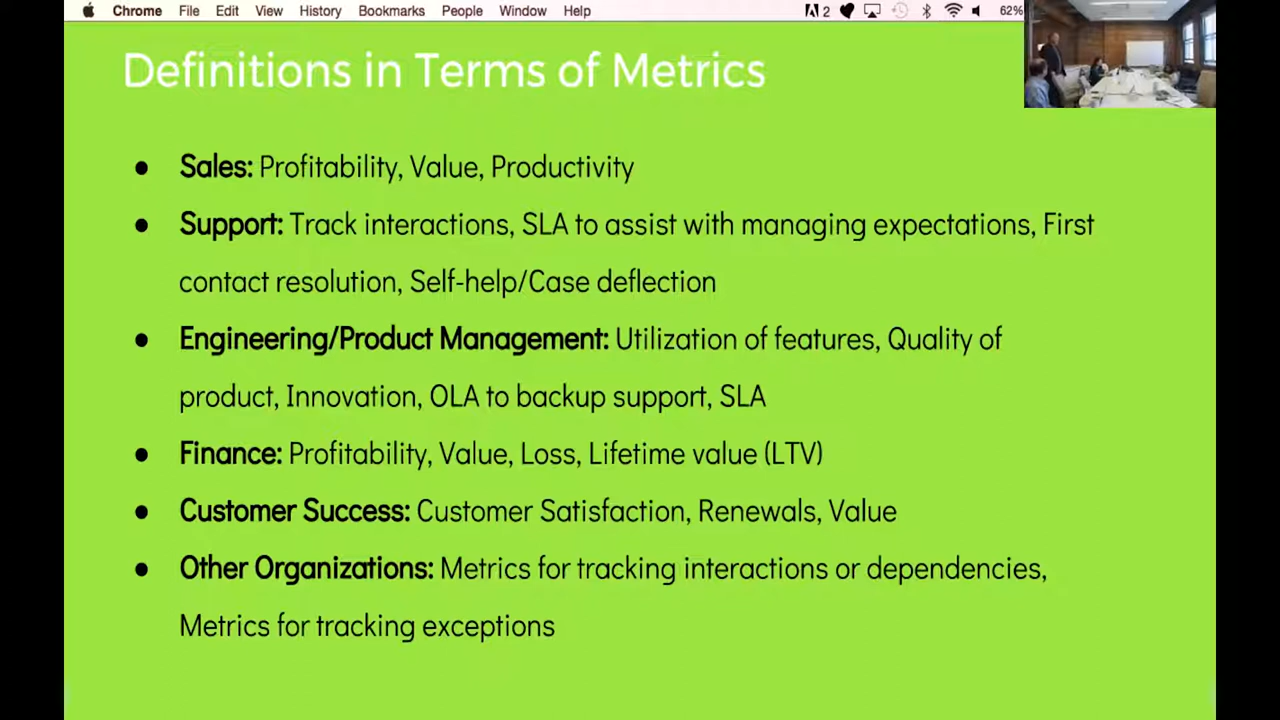 Chrome File Edit View History Bookmarks People Window Help 2 62%
Definitions in Terms of Metrics
● Sales: Profitability, Value, Productivity
● Support: Track interactions, SLA to assist with managing expectations, First
contact resolution, Self-help/Case deflection
● Engineering/Product Management: Utilization of features, Quality of
product, Innovation, OLA to backup support, SLA
● Finance: Profitability, Value, Loss, Lifetime value (LTV)
● Customer Success: Customer Satisfaction, Renewals, Value
● Other Organizations: Metrics for tracking interactions or dependencies,
Metrics for tracking exceptions